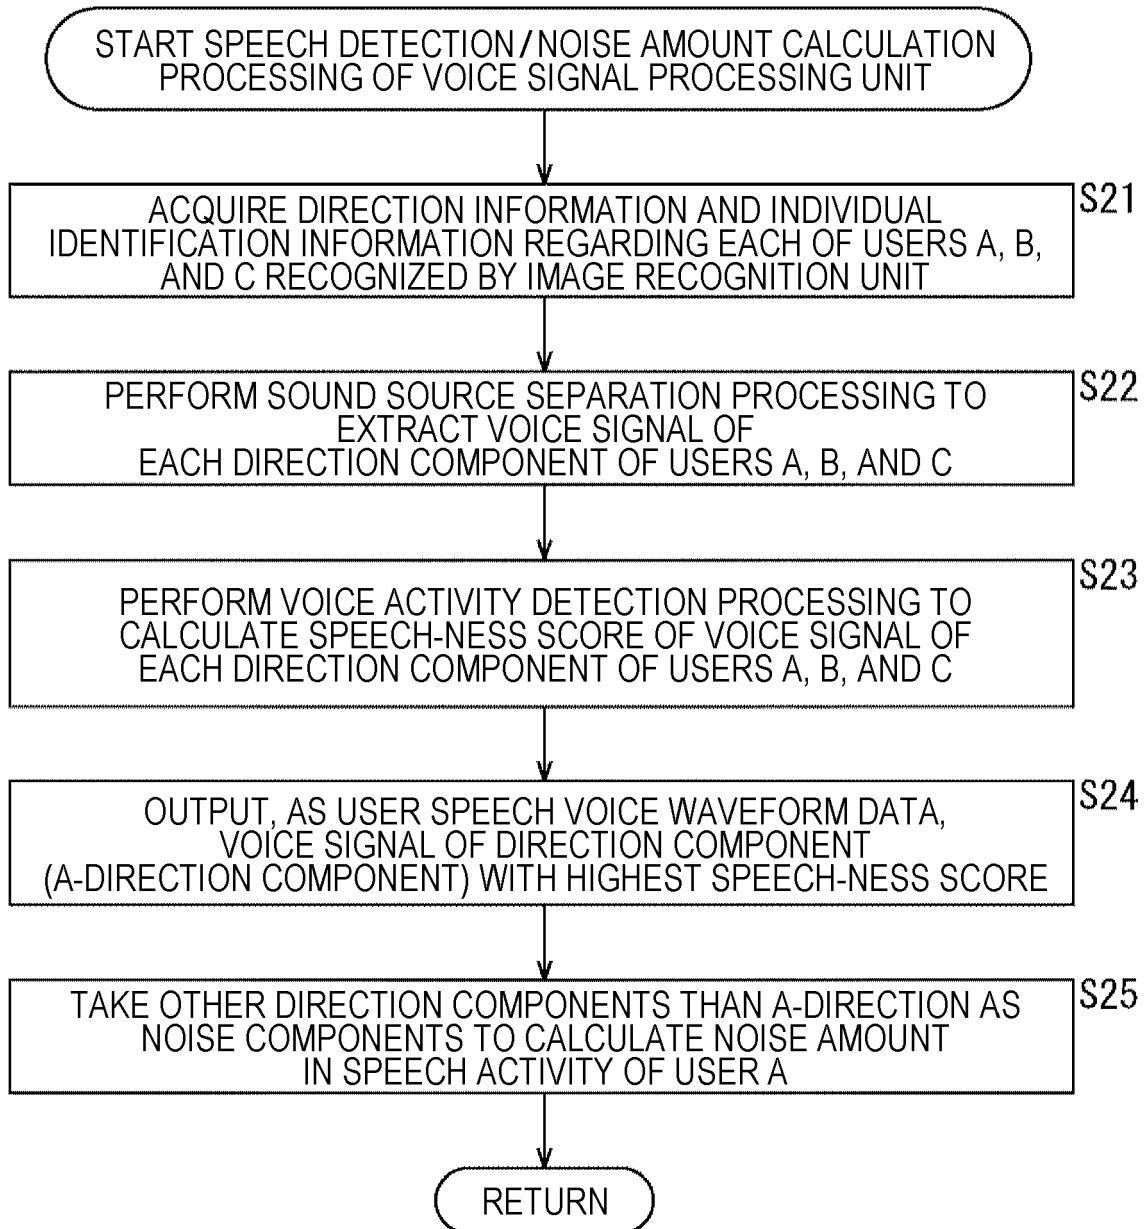 START SPEECH DETECTION/NOISE AMOUNT CALCULATION
PROCESSING OF VOICE SIGNAL PROCESSING UNIT
S21
ACQUIRE DIRECTION INFORMATION AND INDIVIDUAL
IDENTIFICATION INFORMATION REGARDING EACH OF USERS A, B,
AND C RECOGNIZED BY IMAGE RECOGNITION UNIT
S22
PERFORM SOUND SOURCE SEPARATION PROCESSING TO
EXTRACT VOICE SIGNAL OF
EACH DIRECTION COMPONENT OF USERS A, B, AND C
S23
PERFORM VOICE ACTIVITY DETECTION PROCESSING TO
CALCULATE SPEECH-NESS SCORE OF VOICE SIGNAL OF
EACH DIRECTION COMPONENT OF USERS A, B, AND C
S24
OUTPUT, AS USER SPEECH VOICE WAVEFORM DATA,
VOICE SIGNAL OF DIRECTION COMPONENT
(A-DIRECTION COMPONENT) WITH HIGHEST SPEECH-NESS SCORE
S25
TAKE OTHER DIRECTION COMPONENTS THAN A-DIRECTION AS
NOISE COMPONENTS TO CALCULATE NOISE AMOUNT
IN SPEECH ACTIVITY OF USER A
RETURN